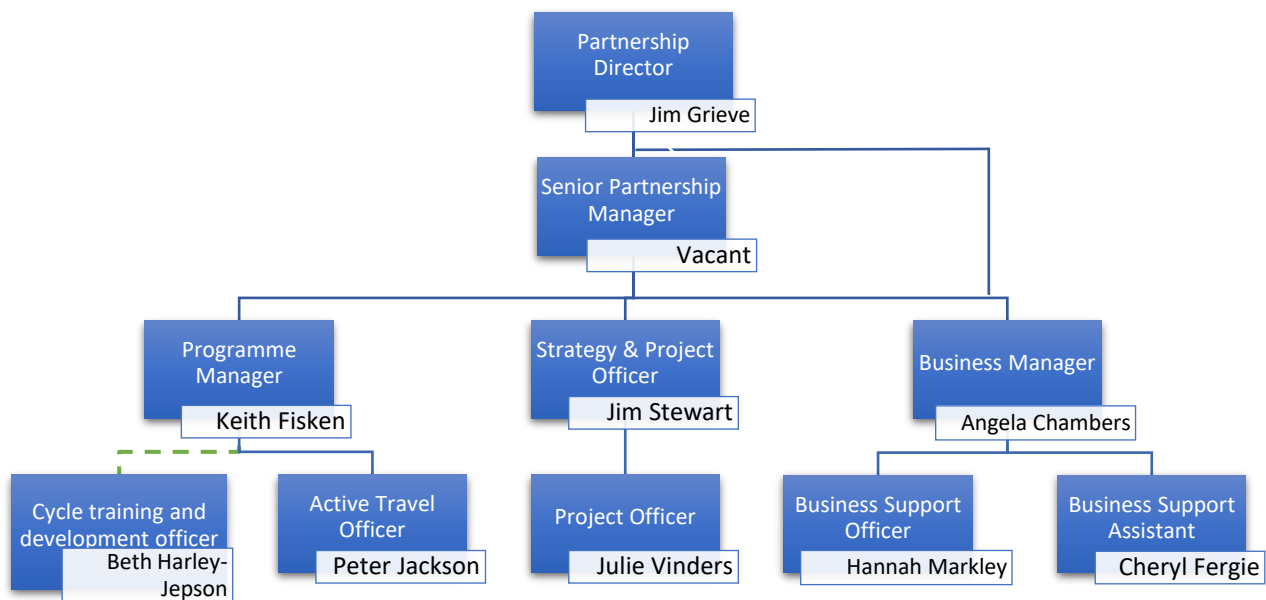 Partnership
Director
Jim Grieve
Senior Partnership
Manager
Vacant
Programme
Manager
Keith Fisken
Strategy & Project
Officer
Jim Stewart
Business Manager
Angela Chambers
Cycle training and
development officer
Beth Harley-
Jepson
Active Travel
Officer
Peter Jackson
Project Officer
Julie Vinders
Business Support
Officer
Hannah Markley
Business Support
Assistant
Cheryl Fergie